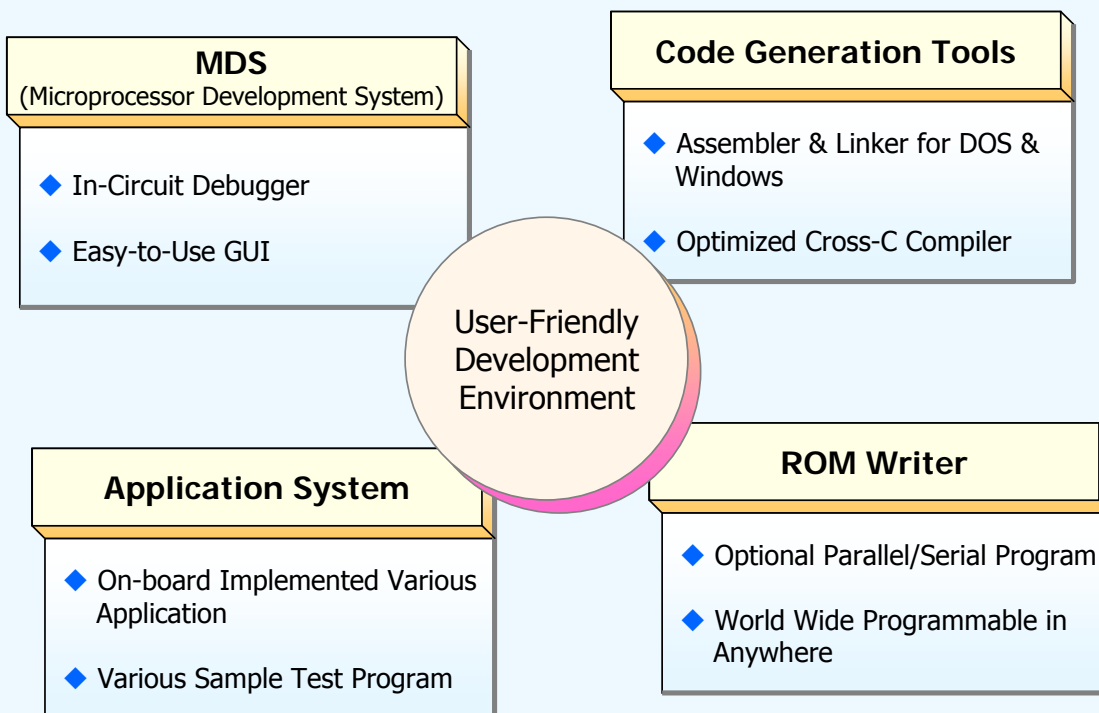 MDS
(Microprocessor Development System)
◆ In-Circuit Debugger
◆ Easy-to-Use GUI
Code Generation Tools
◆ Assembler & Linker for DOS &
Windows
◆ Optimized Cross-C Compiler
User-Friendly
Development
Environment
Application System
◆ On-board Implemented Various
Application
◆ Various Sample Test Program
ROM Writer
◆ Optional Parallel/Serial Program
◆ World Wide Programmable in
Anywhere